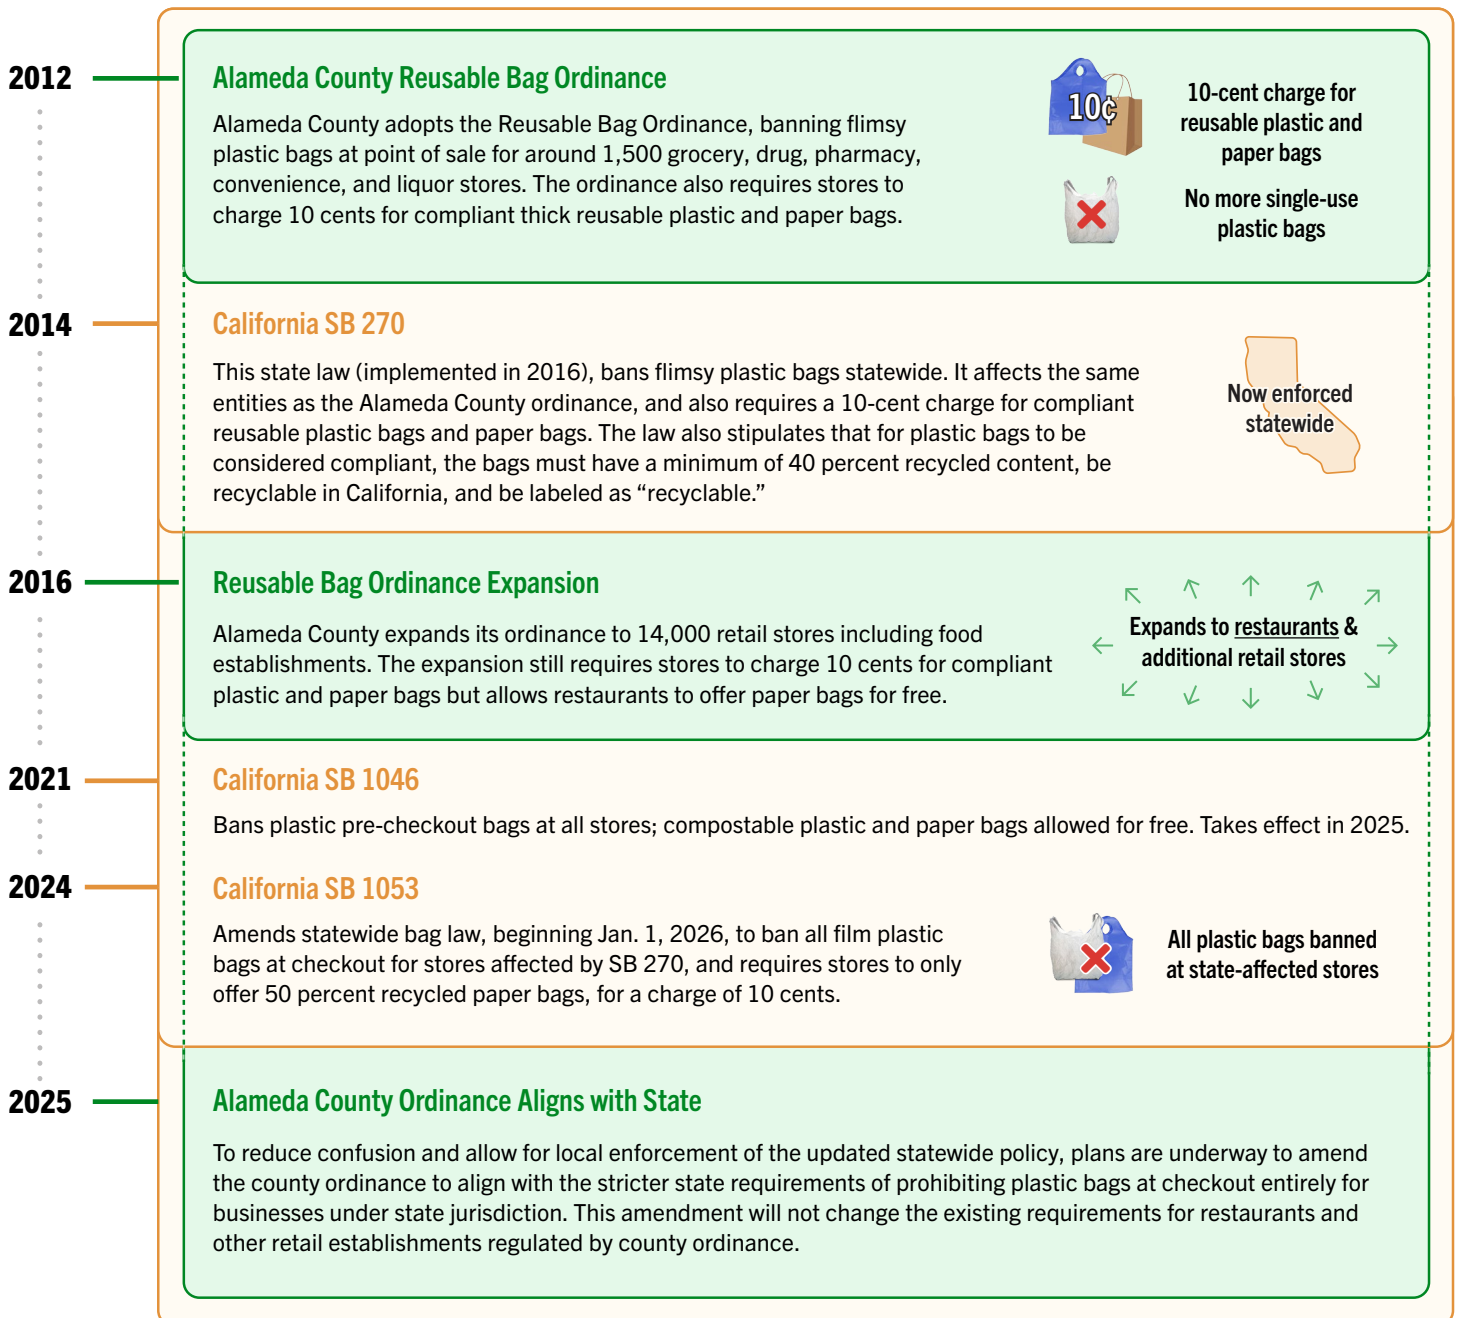 2012
Alameda County Reusable Bag Ordinance
Alameda County adopts the Reusable Bag Ordinance, banning flimsy
plastic bags at point of sale for around 1,500 grocery, drug, pharmacy,
convenience, and liquor stores. The ordinance also requires stores to
charge 10 cents for compliant thick reusable plastic and paper bags.
10¢
10-cent charge for
reusable plastic and
paper bags
No more single-use
plastic bags
2014
California SB 270
This state law (implemented in 2016), bans flimsy plastic bags statewide. It affects the same
entities as the Alameda County ordinance, and also requires a 10-cent charge for compliant
reusable plastic bags and paper bags. The law also stipulates that for plastic bags to be
considered compliant, the bags must have a minimum of 40 percent recycled content, be
recyclable in California, and be labeled as “recyclable.”
Now enforced
statewide
2016
Reusable Bag Ordinance Expansion
Alameda County expands its ordinance to 14,000 retail stores including food
establishments. The expansion still requires stores to charge 10 cents for compliant
plastic and paper bags but allows restaurants to offer paper bags for free.
Expands to restaurants &
additional retail stores
2021
California SB 1046
Bans plastic pre-checkout bags at all stores; compostable plastic and paper bags allowed for free. Takes effect in 2025.
2024
California SB 1053
Amends statewide bag law, beginning Jan. 1, 2026, to ban all film plastic
bags at checkout for stores affected by SB 270, and requires stores to only
offer 50 percent recycled paper bags, for a charge of 10 cents.
All plastic bags banned
at state-affected stores
2025
Alameda County Ordinance Aligns with State
To reduce confusion and allow for local enforcement of the updated statewide policy, plans are underway to amend
the county ordinance to align with the stricter state requirements of prohibiting plastic bags at checkout entirely for
businesses under state jurisdiction. This amendment will not change the existing requirements for restaurants and
other retail establishments regulated by county ordinance.